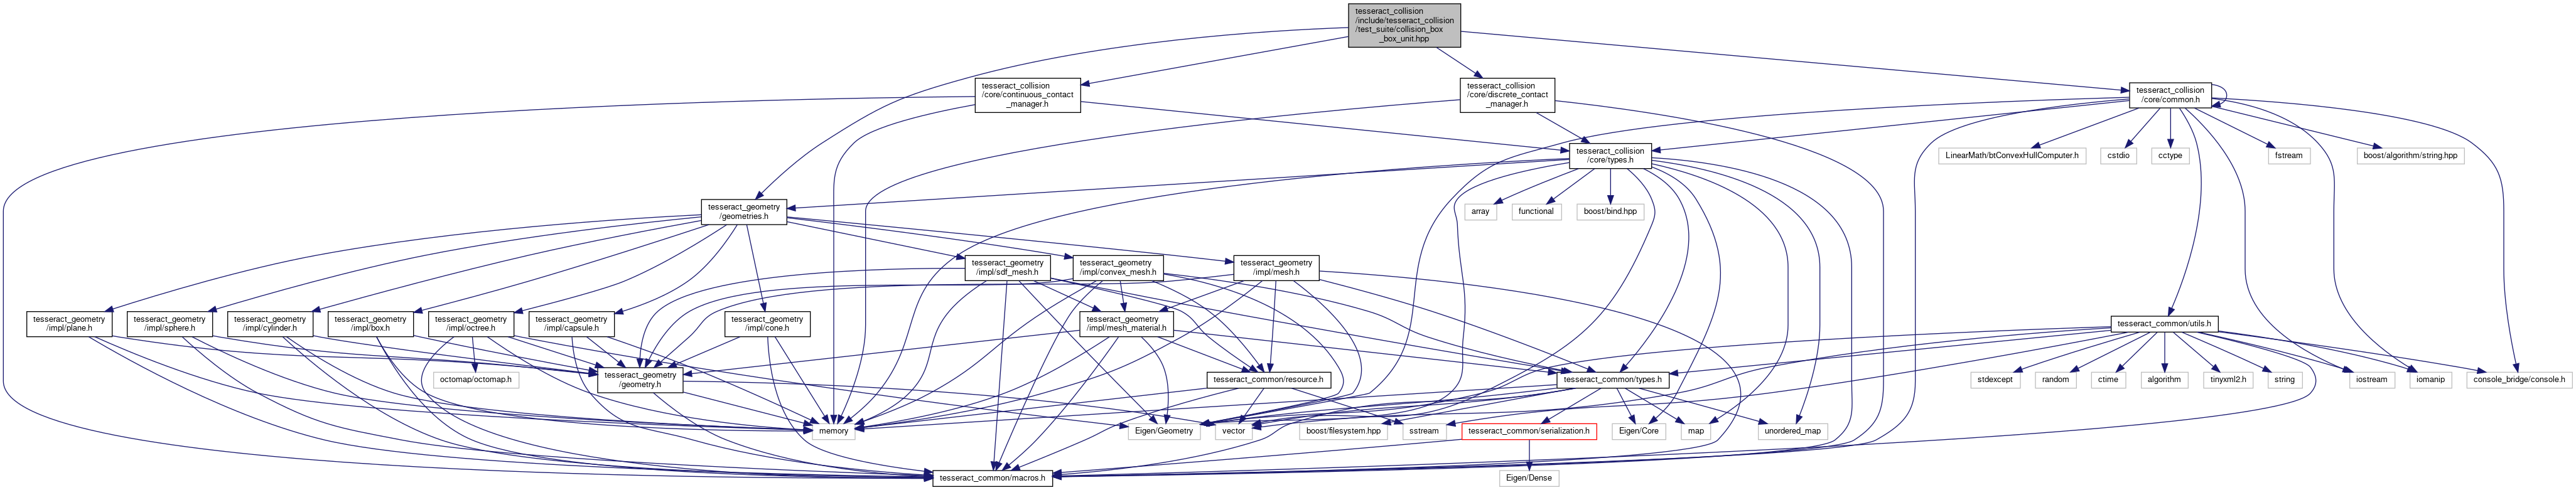 tesseract_collision
/include/tesseract_collision
/test_suite/collision_box
_box_unit.hpp
tesseract_collision
/core/continuous_contact
_manager.h
tesseract_collision
/core/discrete_contact
_manager.h
tesseract_collision
/core/common.h
tesseract_collision
/core/types.h
LinearMath/btConvexHullComputer.h
cstdio
cctype
fstream
boost/algorithm/string.hpp
tesseract_geometry
/geometries.h
array
functional
boost/bind.hpp
tesseract_geometry
/impl/sdf_mesh.h
tesseract_geometry
/impl/convex_mesh.h
tesseract_geometry
/impl/mesh.h
tesseract_geometry
/impl/plane.h
tesseract_geometry
/impl/sphere.h
tesseract_geometry
/impl/cylinder.h
tesseract_geometry
/impl/box.h
tesseract_geometry
/impl/octree.h
tesseract_geometry
/impl/capsule.h
tesseract_geometry
/impl/cone.h
tesseract_geometry
/impl/mesh_material.h
tesseract_common/utils.h
octomap/octomap.h
tesseract_geometry
/geometry.h
tesseract_common/resource.h
tesseract_common/types.h
stdexcept
random
ctime
algorithm
tinyxml2.h
string
iostream
iomanip
console_bridge/console.h
memory
Eigen/Geometry
vector
boost/filesystem.hpp
sstream
tesseract_common/serialization.h
Eigen/Core
map
unordered_map
tesseract_common/macros.h
Eigen/Dense